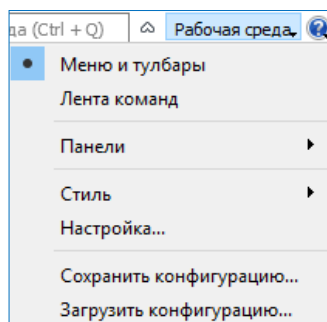 да (Ctrl + Q) Рабочая среда
Меню и тулбары
Лента команд
Панели
Стиль
Настройка...
Сохранить конфигурацию...
Загрузить конфигурацию...